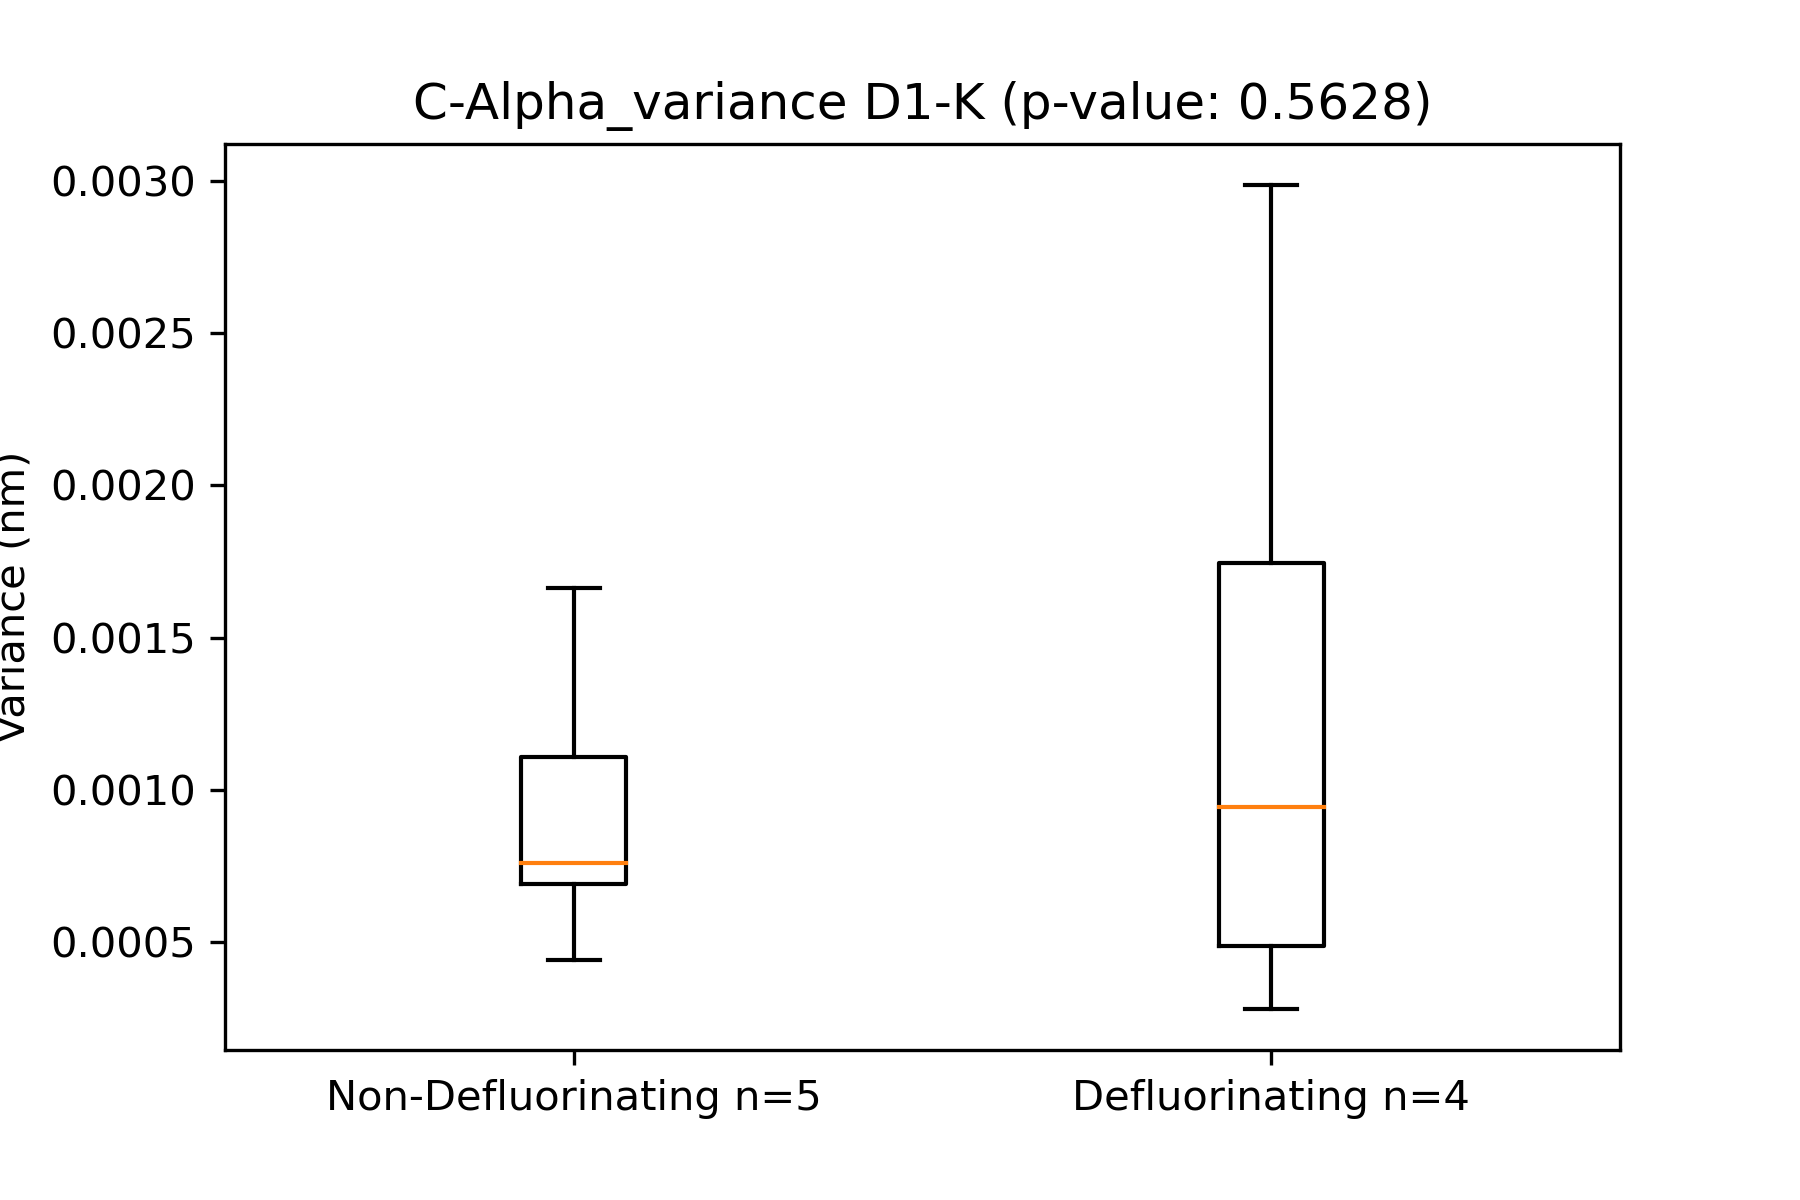 C-Alpha_variance D1-K (p-value: 0.5628)
0.0030
0.0025
0.0020
0.0015
0.0010
0.0005
Variance (nm)
Non-Defluorinating n=5
Defluorinating n=4